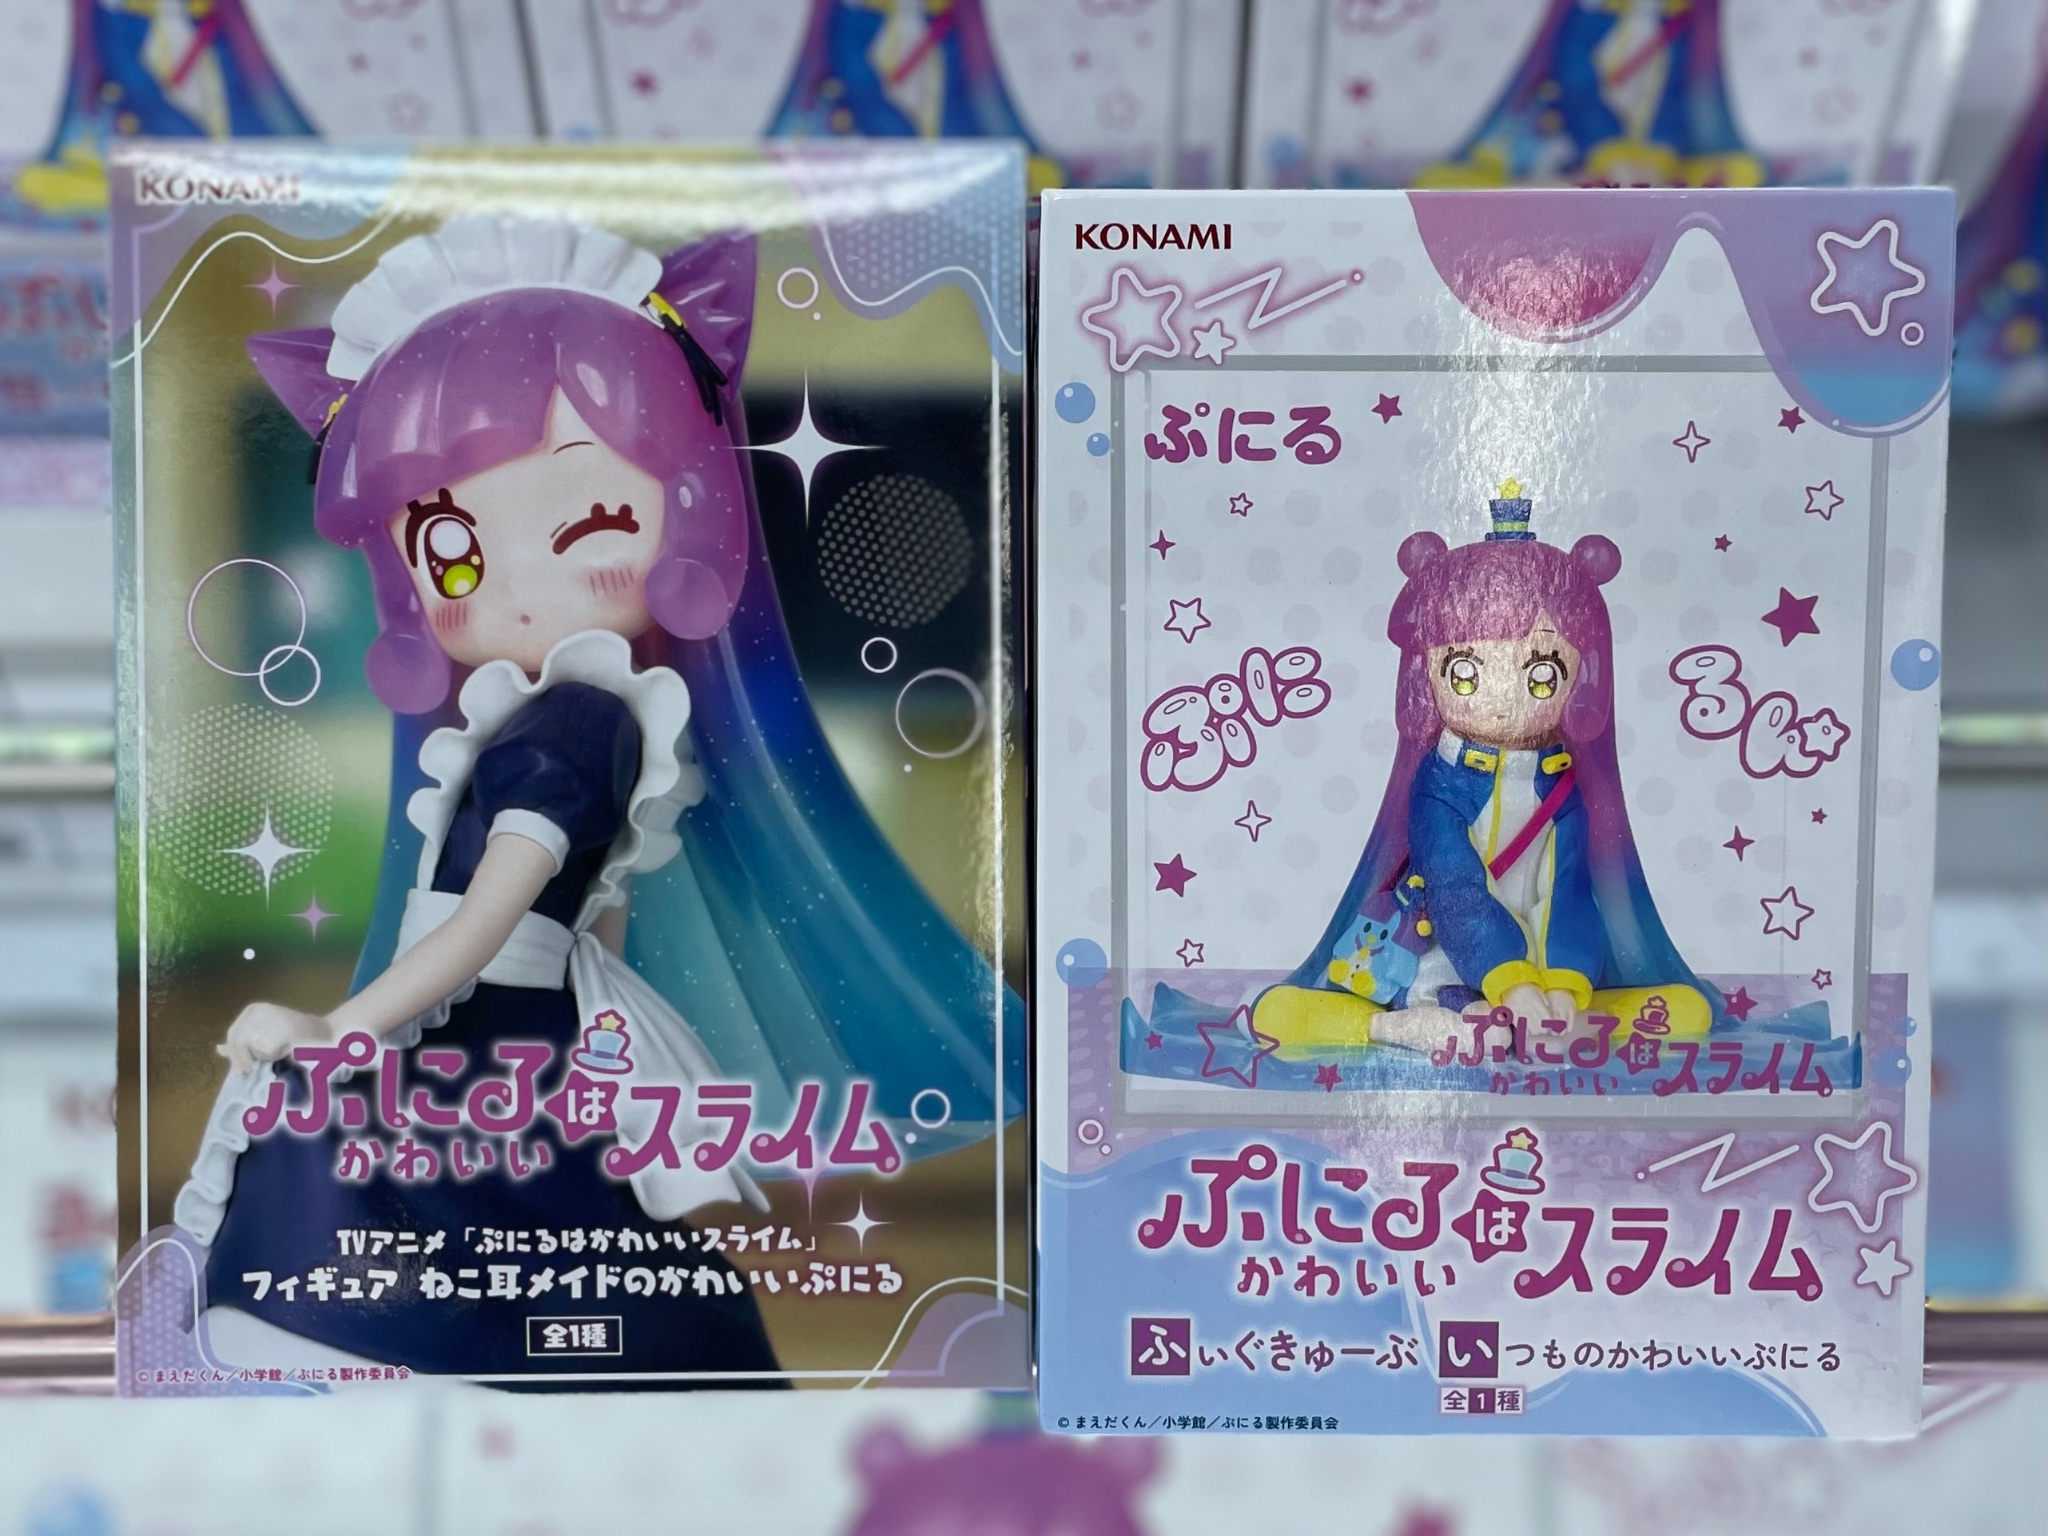 KONAMI
ぷにるは
かわいいスライム
TVアニメ「ぷにるはかわいいスライム」
フィギュア ねこ耳メイドのかわいいぷにる
全1種
© まえだくん/小学館/ぷにる製作委員会
KONAMI
ぷにる
ぷに
るん
ぷにるは
かわいいスライム
ぷにるは
かわいいスライム
ふぃぐきゅーぶ いつものかわいいぷにる
全1種
© まえだくん/小学館/ぷにる製作委員会